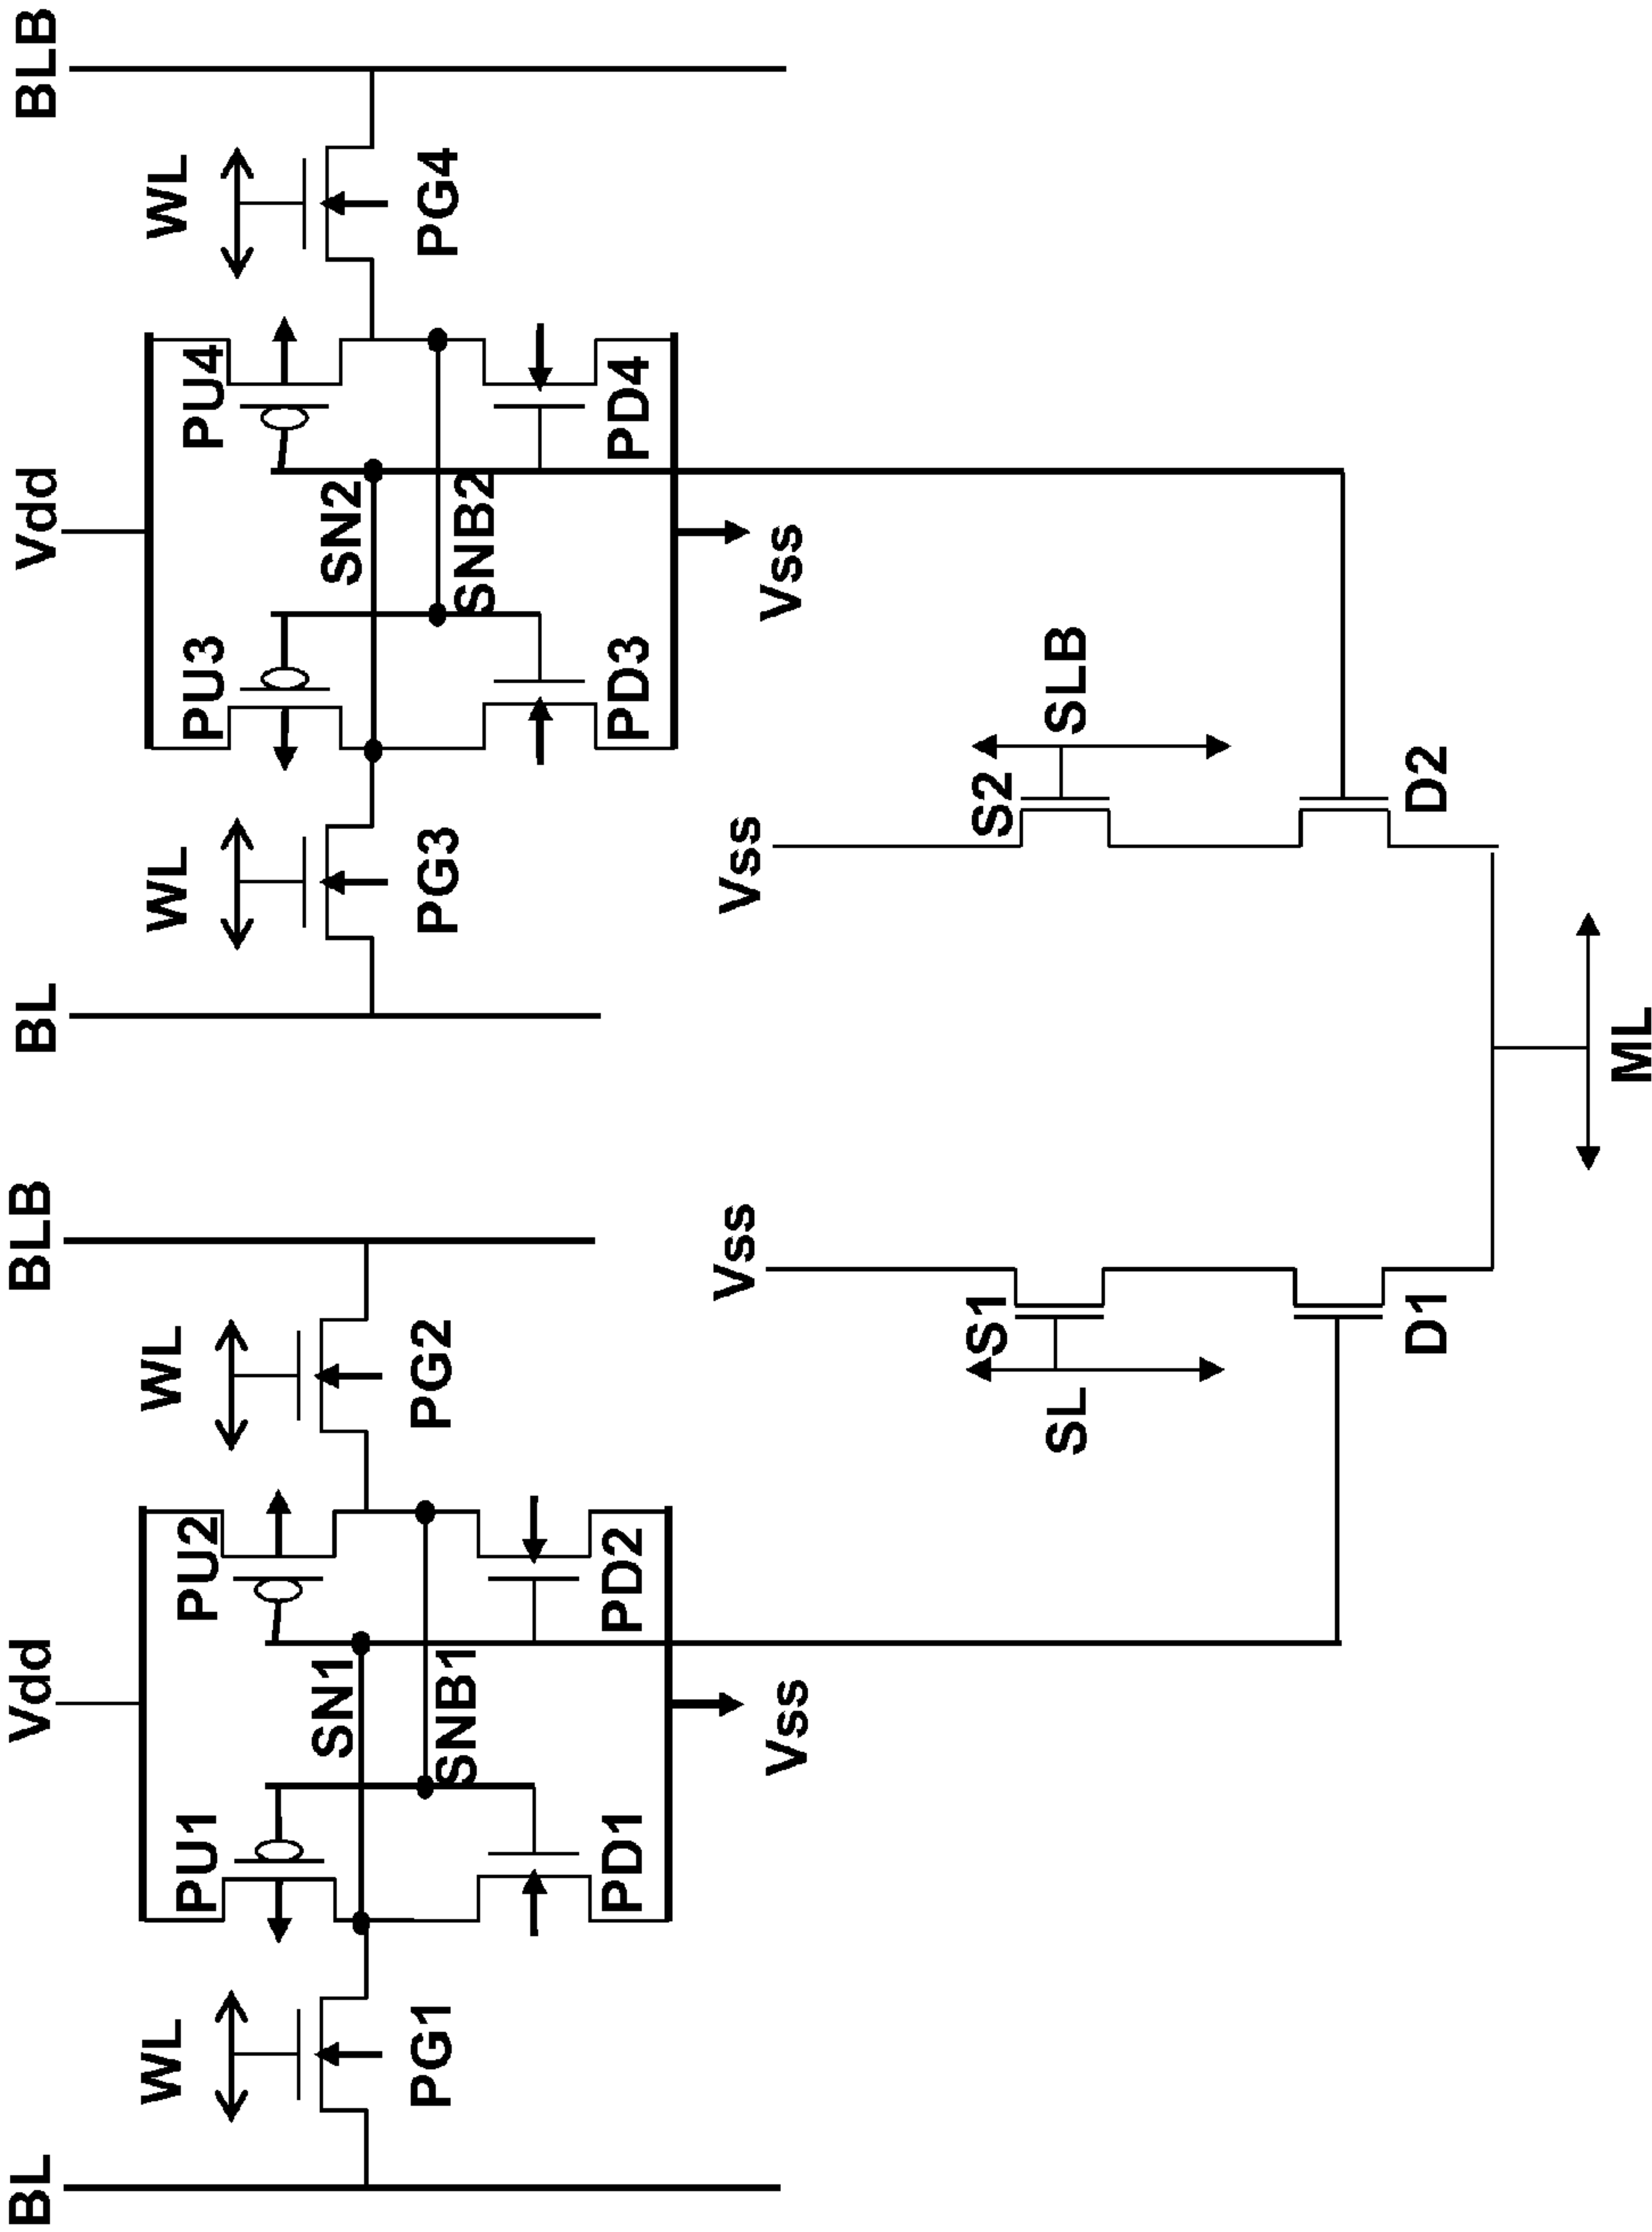 BL
Vdd
BLB
BL
Vdd
BLB
WL
WL
WL
WL
PU1
PU2
PU3
PU4
SN1
SN2
PG1
SNB1
PG2
PG3
SNB2
PG4
PD1
PD2
PD3
PD4
Vss
Vss
Vss
Vss
S1
S2
SL
SLB
D1
D2
ML